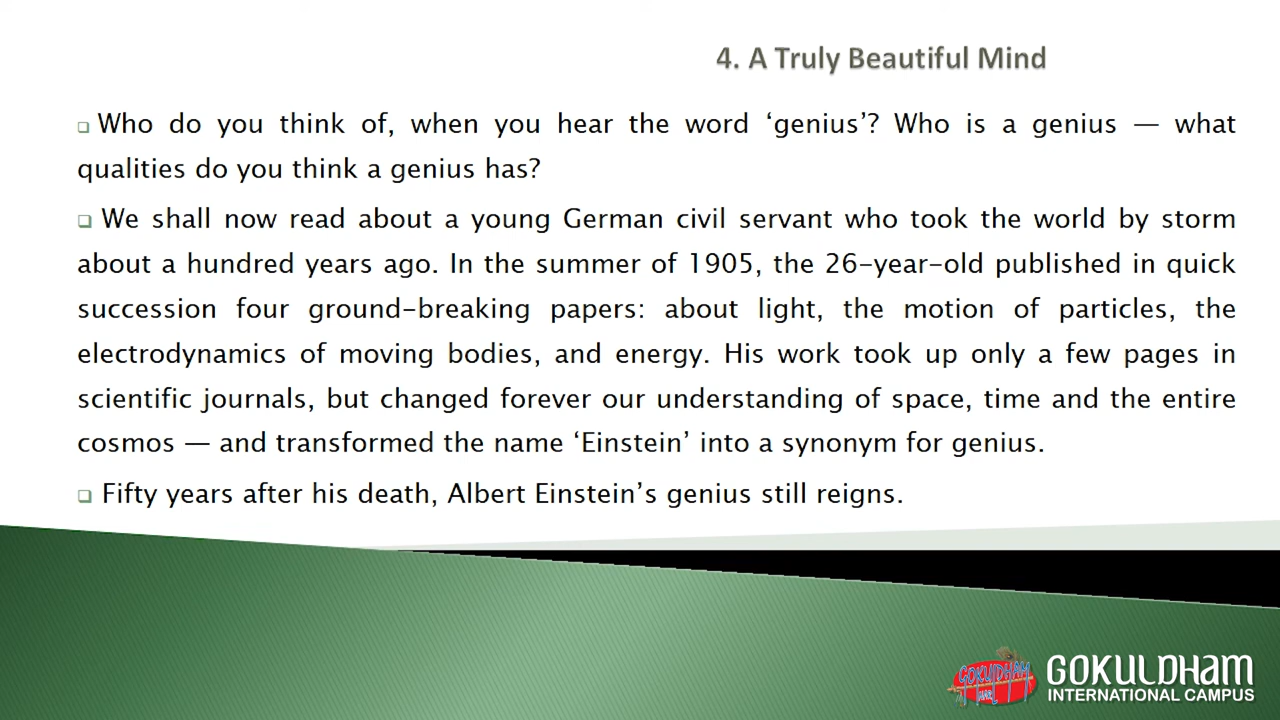 4. A Truly Beautiful Mind
❑ Who do you think of, when you hear the word ‘genius’? Who is a genius — what
qualities do you think a genius has?
❑ We shall now read about a young German civil servant who took the world by storm
about a hundred years ago. In the summer of 1905, the 26-year-old published in quick
succession four ground-breaking papers: about light, the motion of particles, the
electrodynamics of moving bodies, and energy. His work took up only a few pages in
scientific journals, but changed forever our understanding of space, time and the entire
cosmos — and transformed the name ‘Einstein’ into a synonym for genius.
❑ Fifty years after his death, Albert Einstein’s genius still reigns.
GOKULDHAM
NAR
GOKULDHAM
INTERNATIONAL CAMPUS